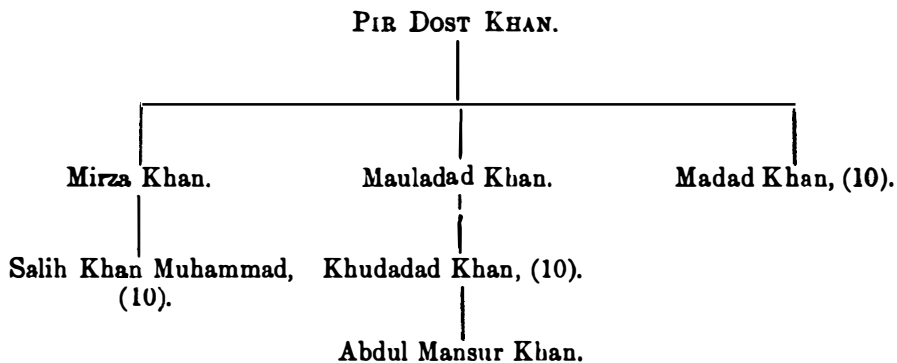 PIR DOST KHAN.
Mirza Khan. Mauladad Khan. Madad Khan, (10).
Salih Khan Muhammad, Khudadad Khan, (10).
(10).
Abdul Mansur Khan.